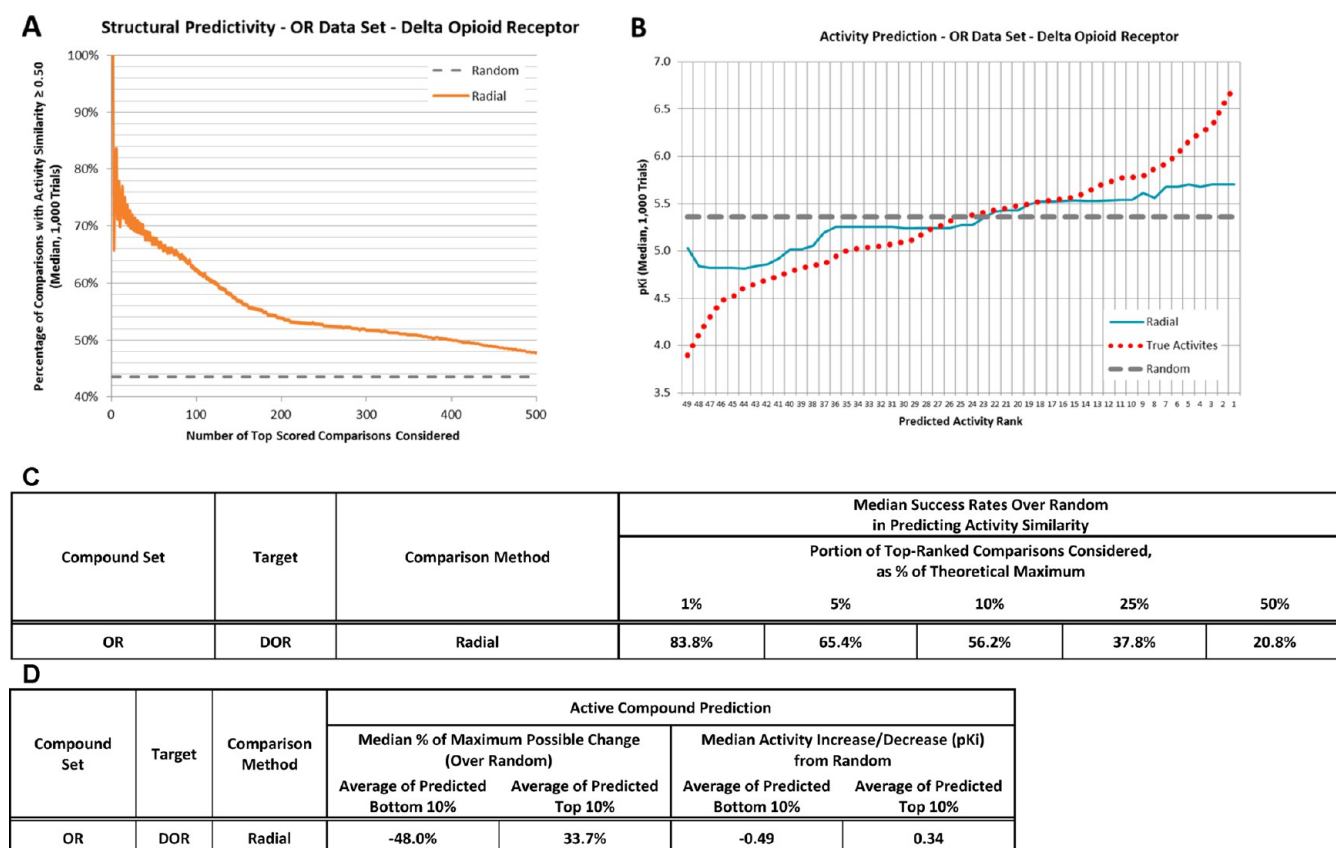 A
Structural Predictivity - OR Data Set - Delta Opioid Receptor
Percentage of Comparisons with Activity Similarity ≥ 0.50
(Median, 1,000 Trials)
100%
90%
80%
70%
60%
50%
40%
Random
Radial
0 100 200 300 400 500
Number of Top Scored Comparisons Considered
B
Activity Prediction - OR Data Set - Delta Opioid Receptor
pKi (Median, 1,000 Trials)
7.0
6.5
6.0
5.5
5.0
4.5
4.0
3.5
Radial
True Activites
Random
49 48 47 46 45 44 43 42 41 40 39 38 37 36 35 34 33 32 31 30 29 28 27 26 25 24 23 22 21 20 19 18 17 16 15 14 13 12 11 10 9 8 7 6 5 4 3 2 1
Predicted Activity Rank
C
Compound Set
Target
Comparison Method
Median Success Rates Over Random
in Predicting Activity Similarity
Portion of Top-Ranked Comparisons Considered,
as % of Theoretical Maximum
1% 5% 10% 25% 50%
OR DOR Radial 83.8% 65.4% 56.2% 37.8% 20.8%
D
Compound
Set
Target
Comparison
Method
Active Compound Prediction
Median % of Maximum Possible Change
(Over Random)
Median Activity Increase/Decrease (pKi)
from Random
Average of Predicted
Bottom 10%
Average of Predicted
Top 10%
Average of Predicted
Bottom 10%
Average of Predicted
Top 10%
OR DOR Radial -48.0% 33.7% -0.49 0.34